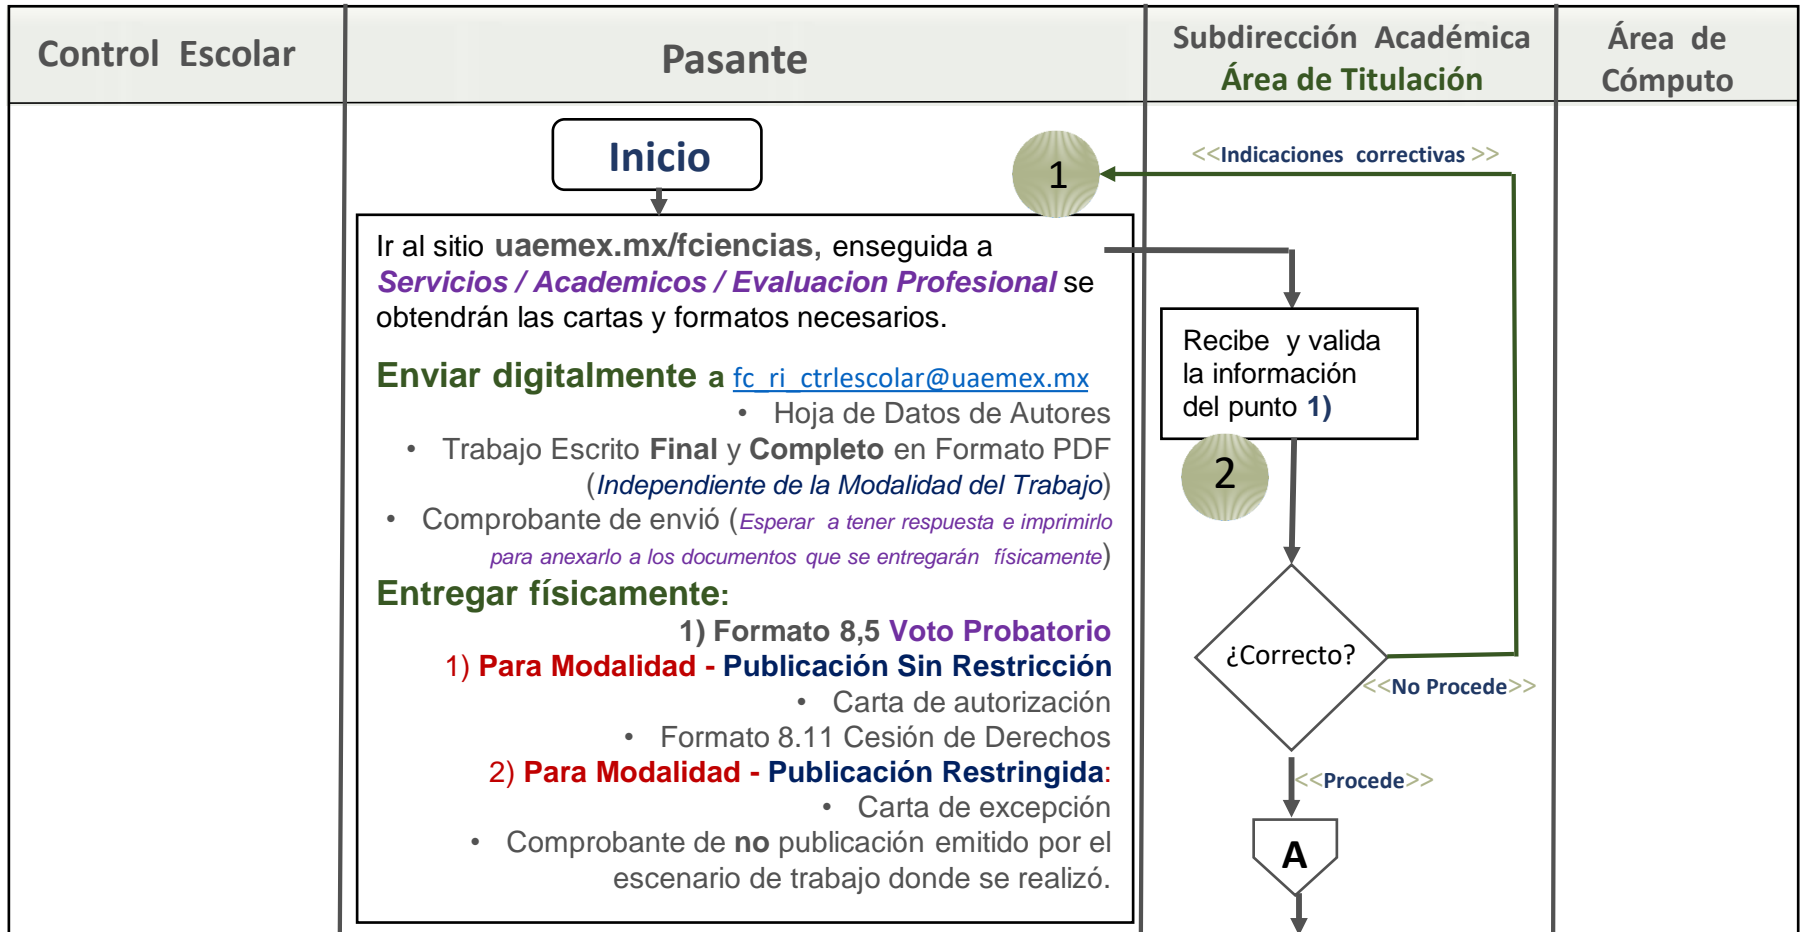 Control Escolar
Pasante
Subdirección Académica
Área de Titulación
Área de
Cómputo
Inicio
1
<<Indicaciones correctivas >>
Ir al sitio uaemex.mx/fciencias, enseguida a
Servicios / Academicos / Evaluacion Profesional se
obtendrán las cartas y formatos necesarios.
Enviar digitalmente a fc_ri_ctrlescolar@uaemex.mx
• Hoja de Datos de Autores
• Trabajo Escrito Final y Completo en Formato PDF
(Independiente de la Modalidad del Trabajo)
• Comprobante de envió (Esperar a tener respuesta e imprimirlo
para anexarlo a los documentos que se entregarán físicamente)
Entregar físicamente:
1) Formato 8,5 Voto Probatorio
1) Para Modalidad - Publicación Sin Restricción
• Carta de autorización
• Formato 8.11 Cesión de Derechos
2) Para Modalidad - Publicación Restringida:
• Carta de excepción
• Comprobante de no publicación emitido por el
escenario de trabajo donde se realizó.
Recibe y valida
la información
del punto 1)
2
¿Correcto?
<<No Procede>>
<<Procede>>
A